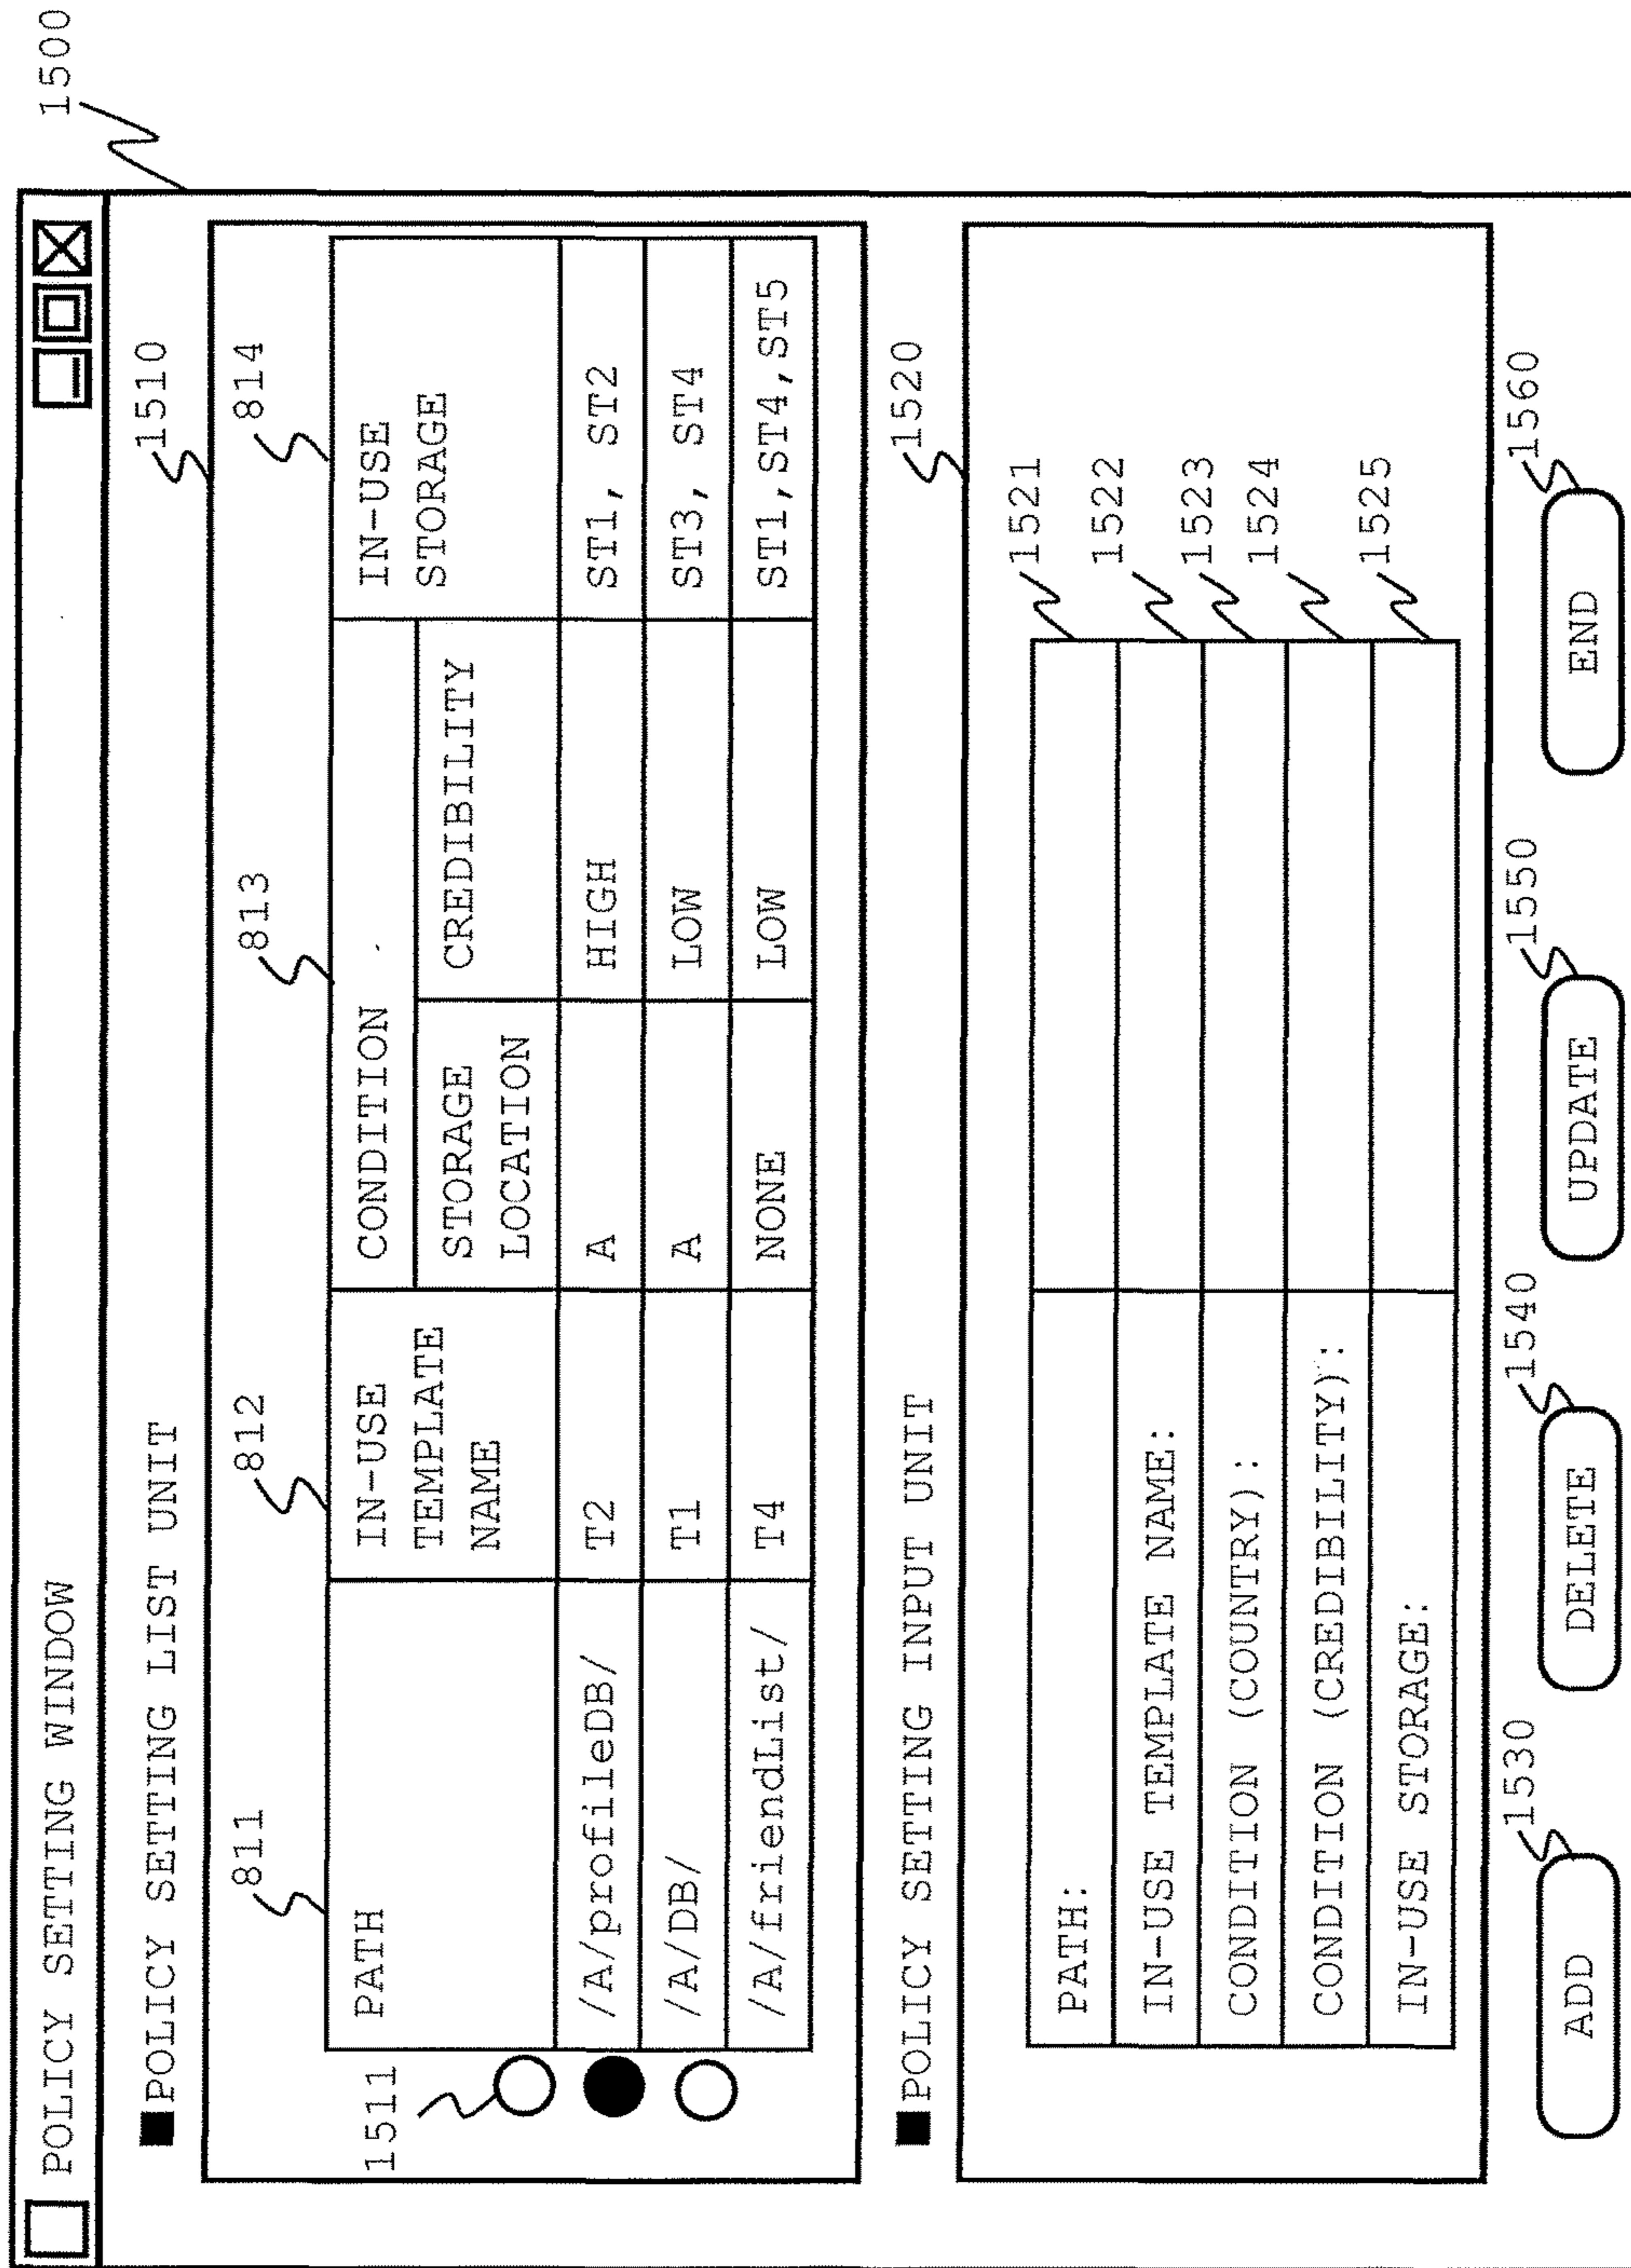 1500
POLICY SETTING WINDOW
■POLICY SETTING LIST UNIT
1510
811
812
813
814
1511
PATH
IN-USE
TEMPLATE
NAME
CONDITION
STORAGE
LOCATION
CREDIBILITY
IN-USE
STORAGE
/A/profileDB/ T2 A HIGH ST1, ST2
/A/DB/ T1 A LOW ST3, ST4
/A/friendList/ T4 NONE LOW ST1,ST4,ST5
■POLICY SETTING INPUT UNIT
1520
PATH: 1521
IN-USE TEMPLATE NAME: 1522
CONDITION (COUNTRY): 1523
CONDITION (CREDIBILITY): 1524
IN-USE STORAGE: 1525
1530
1540
1550
1560
ADD
DELETE
UPDATE
END